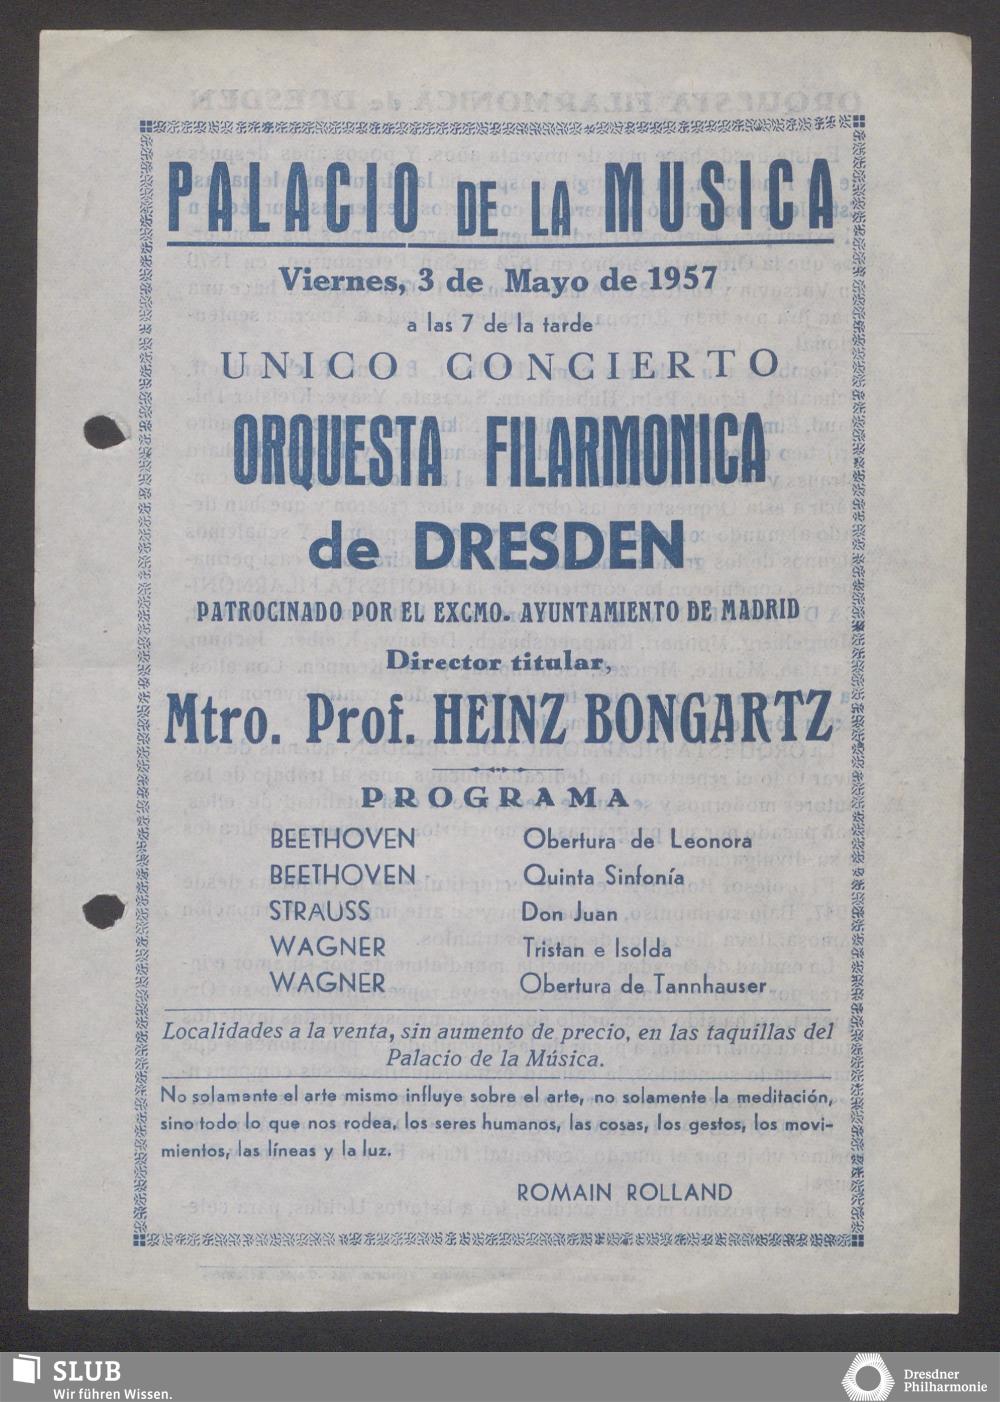 PALACIO DE LA MUSICA
Viernes, 3 de Mayo de 1957
a las 7 de la tarde
UNICO CONCIERTO
ORQUESTA FILARMONICA
de DRESDEN
PATROCINADO POR EL EXCMO. AYUNTAMIENTO DE MADRID
Director titular,
Mtro. Prof. HEINZ BONGARTZ
PROGRAMA
BEETHOVEN Obertura de Leonora
BEETHOVEN Quinta Sinfonía
STRAUSS Don Juan
WAGNER Tristan e Isolda
WAGNER Obertura de Tannhauser
Localidades a la venta, sin aumento de precio, en las taquillas del
Palacio de la Música.
No solamente el arte mismo influye sobre el arte, no solamente la meditación,
sino todo lo que nos rodea, los seres humanos, las cosas, los gestos, los movi-
mientos, las líneas y la luz.
ROMAIN ROLLAND
SLUB
Wir führen Wissen.
Dresdner
Philharmonie